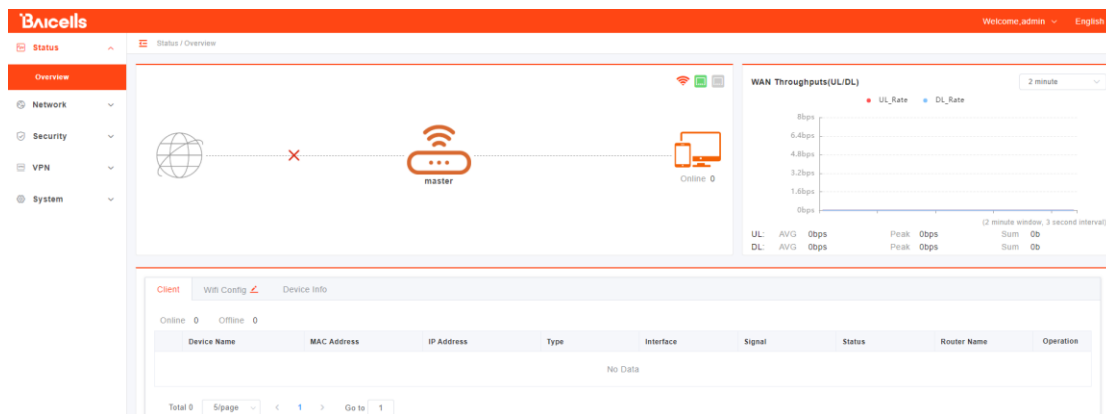 BAICELLS
Welcome,admin English
Status
Status / Overview
Overview
Network
Security
VPN
System
master
Online 0
WAN Throughputs(UL/DL) 2 minute
UL_Rate DL_Rate
8bps
6.4bps
4.8bps
3.2bps
1.6bps
0bps
(2 minute window, 3 second interval)
UL: AVG 0bps Peak 0bps Sum 0b
DL: AVG 0bps Peak 0bps Sum 0b
Client Wifi Config Device Info
Online 0 Offline 0
Device Name MAC Address IP Address Type Interface Signal Status Router Name Operation
No Data
Total 0 5/page < 1 > Go to 1